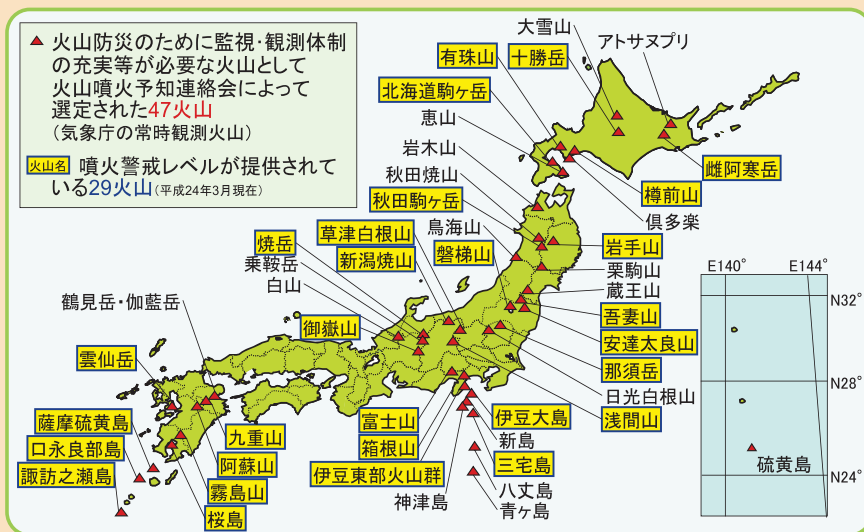 火山防災のために監視・観測体制
の充実等が必要な火山として
火山噴火予知連絡会によって
選定された47火山
（気象庁の常時観測火山）
火山名 噴火警戒レベルが提供されて
いる29火山（平成24年3月現在）
大雪山
アトサヌプリ
有珠山
十勝岳
北海道駒ヶ岳
恵山
岩木山
秋田焼山
雌阿寒岳
樽前山
倶多楽
秋田駒ヶ岳
鳥海山
草津白根山
磐梯山
焼岳
新潟焼山
乗鞍岳
白山
岩手山
栗駒山
蔵王山
吾妻山
安達太良山
那須岳
日光白根山
浅間山
鶴見岳・伽藍岳
御嶽山
雲仙岳
薩摩硫黄島
口永良部島
諏訪之瀬島
九重山
阿蘇山
霧島山
桜島
富士山
箱根山
伊豆東部火山群
神津島
伊豆大島
新島
三宅島
八丈島
青ヶ島
E140°
E144°
N32°
N28°
硫黄島
N24°